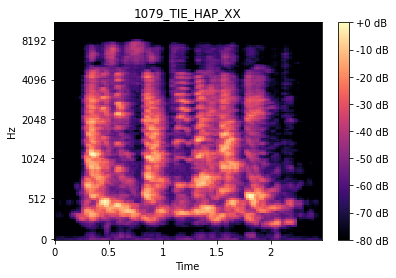 1079_TIE_HAP_XX
8192
4096
2048
1024
512
0
Hz
0
0.5
1
1.5
2
Time
+0 dB
-10 dB
-20 dB
-30 dB
-40 dB
-50 dB
-60 dB
-70 dB
-80 dB